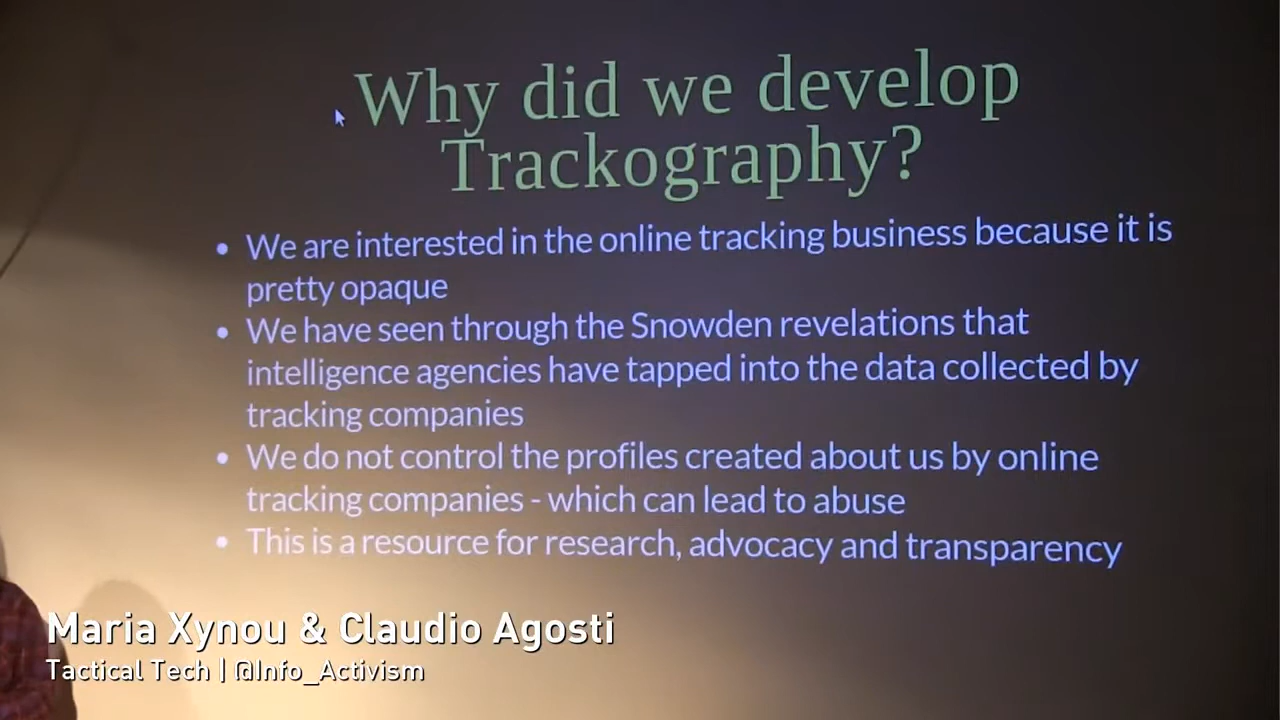 Why did we develop
Trackography?
• We are interested in the online tracking business because it is
pretty opaque
• We have seen through the Snowden revelations that
intelligence agencies have tapped into the data collected by
tracking companies
• We do not control the profiles created about us by online
tracking companies - which can lead to abuse
• This is a resource for research, advocacy and transparency
Maria Xynou & Claudio Agosti
Tactical Tech | @Info_Activism